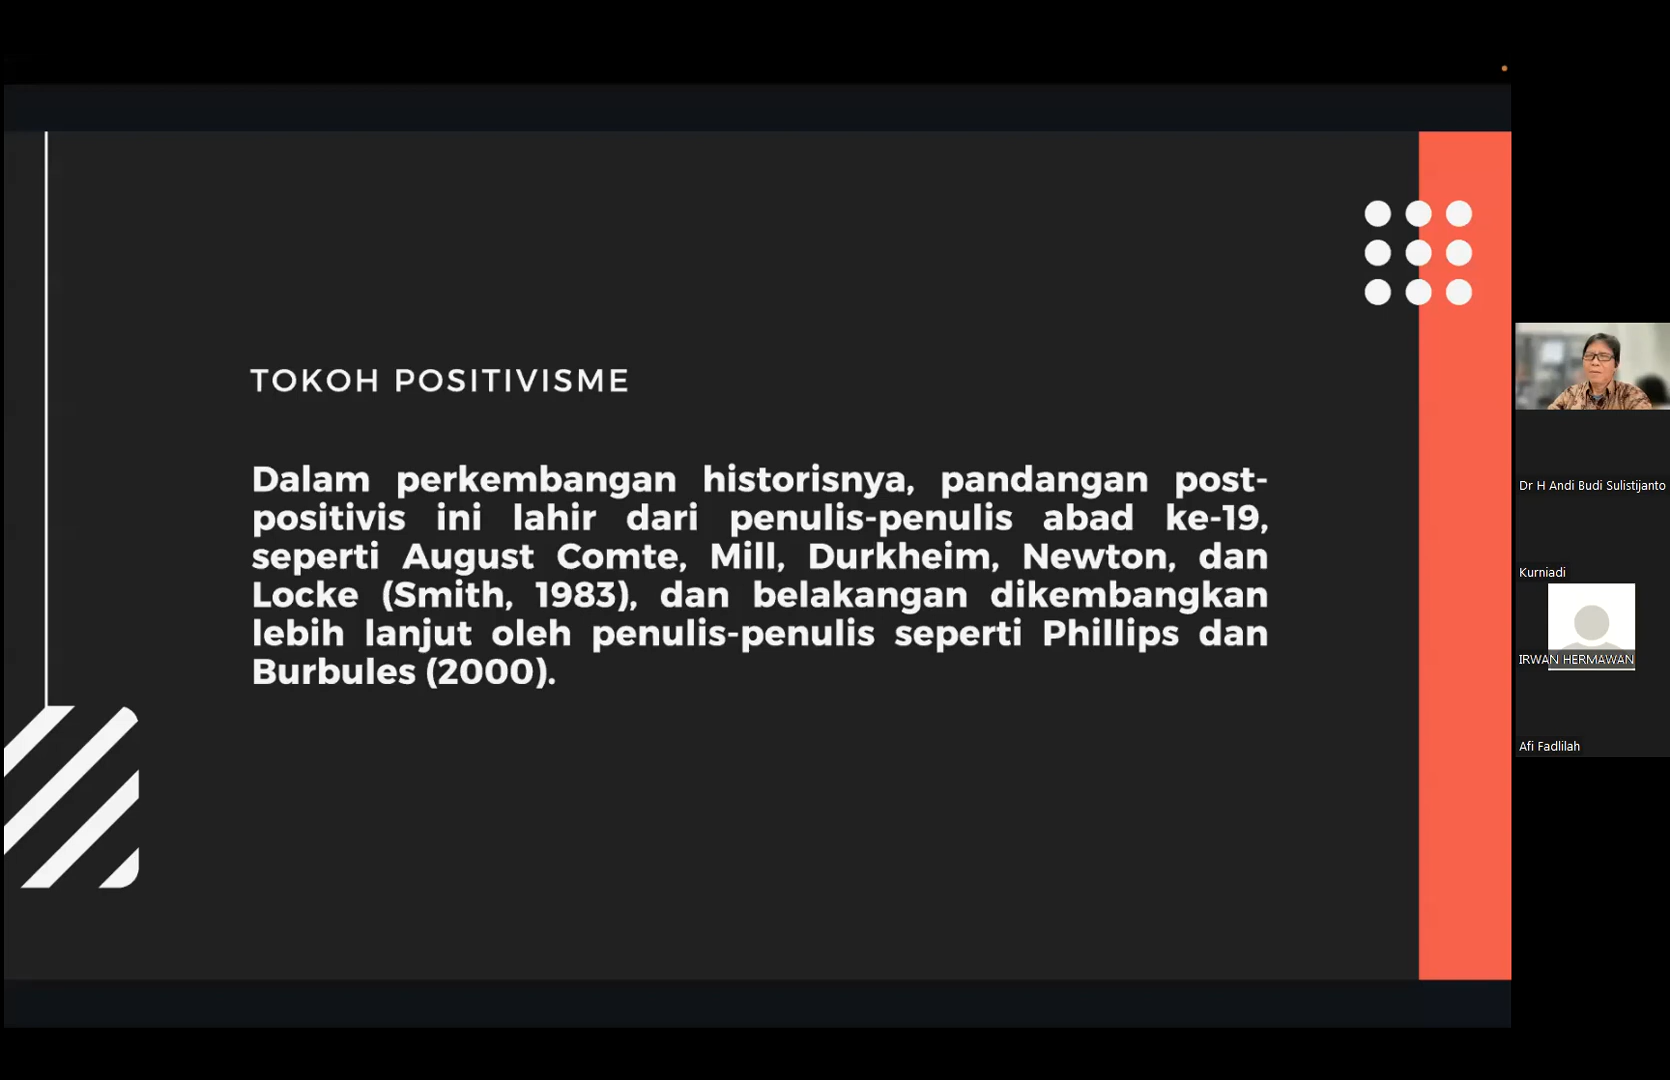 TOKOH POSITIVISME
Dalam perkembangan historisnya, pandangan post-
positivis ini lahir dari penulis-penulis abad ke-19,
seperti August Comte, Mill, Durkheim, Newton, dan
Locke (Smith, 1983), dan belakangan dikembangkan
lebih lanjut oleh penulis-penulis seperti Phillips dan
Burbules (2000).
Dr H Andi Budi Sulistijanto
Kurniadi
IRWAN HERMAWAN
Afi Fadlilah